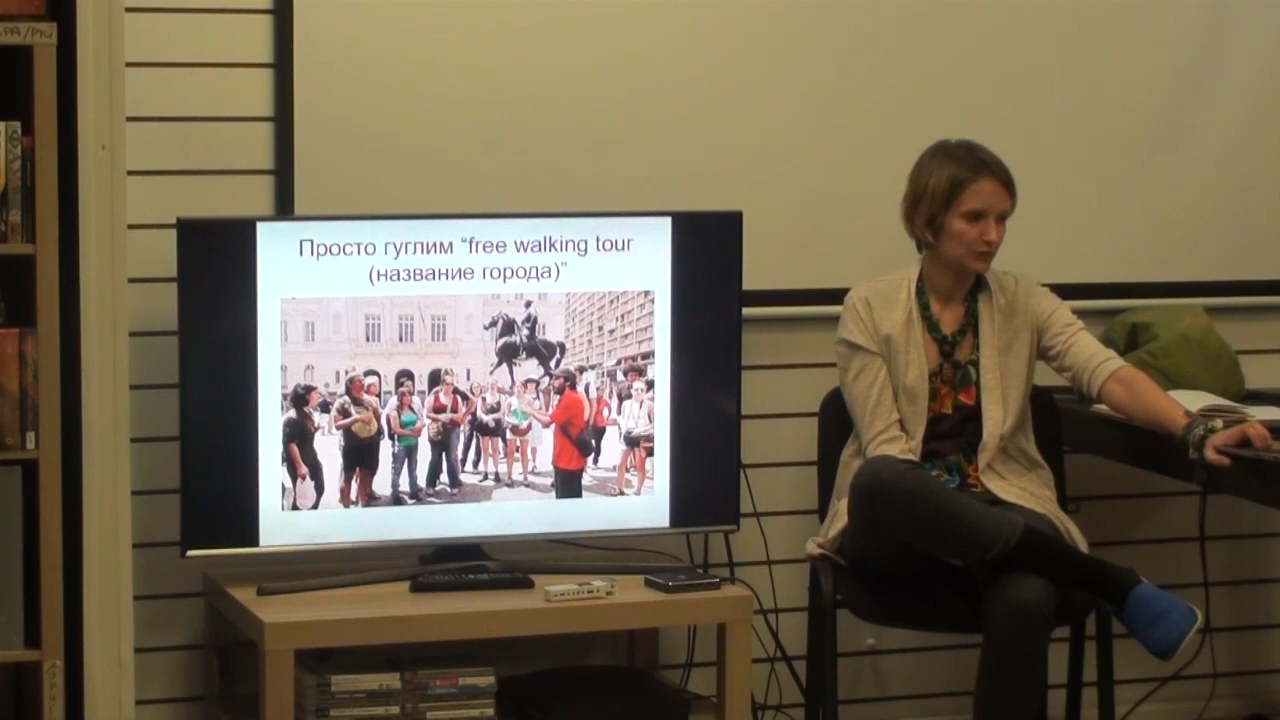 Просто гуглим “free walking tour
(название города)”